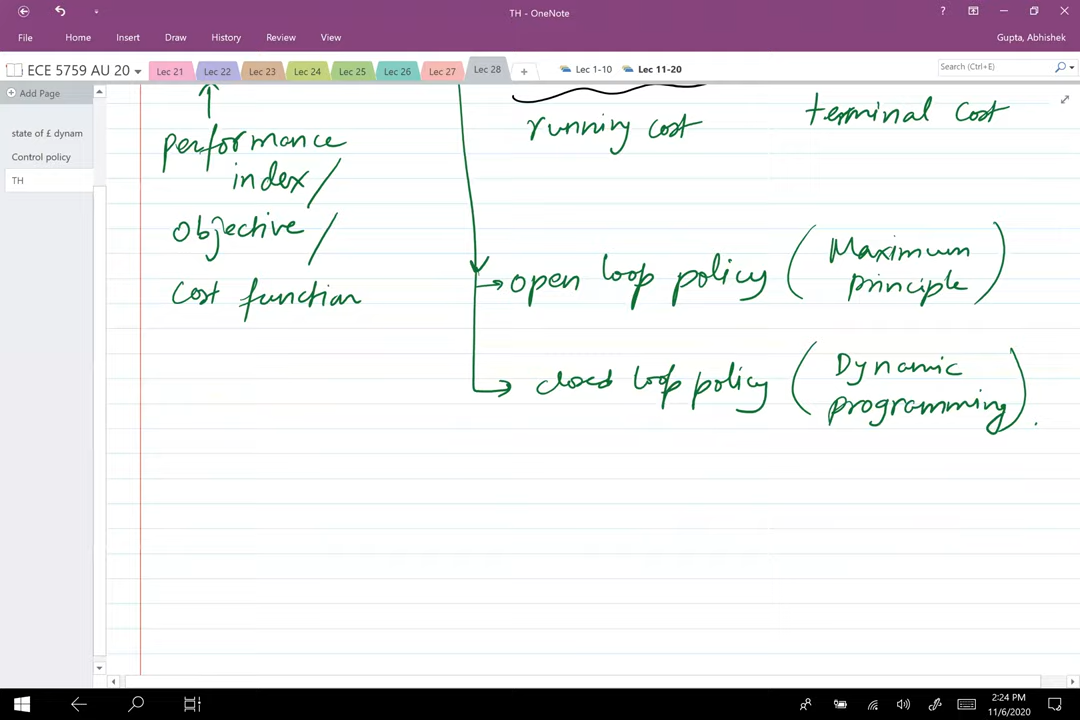 TH - OneNote
Gupta, Abhishek
File Home Insert Draw History Review View
ECE 5759 AU 20 Lec 21 Lec 22 Lec 23 Lec 24 Lec 25 Lec 26 Lec 27 Lec 28 Lec 1-10 Lec 11-20 Search (Ctrl+E)
Add Page
state of £ dynam
Control policy
TH
running cost
terminal cost
performance
index/
objective/
cost function
open loop policy (Maximum
principle)
closed loop policy (Dynamic
programming).
2:24 PM
11/6/2020